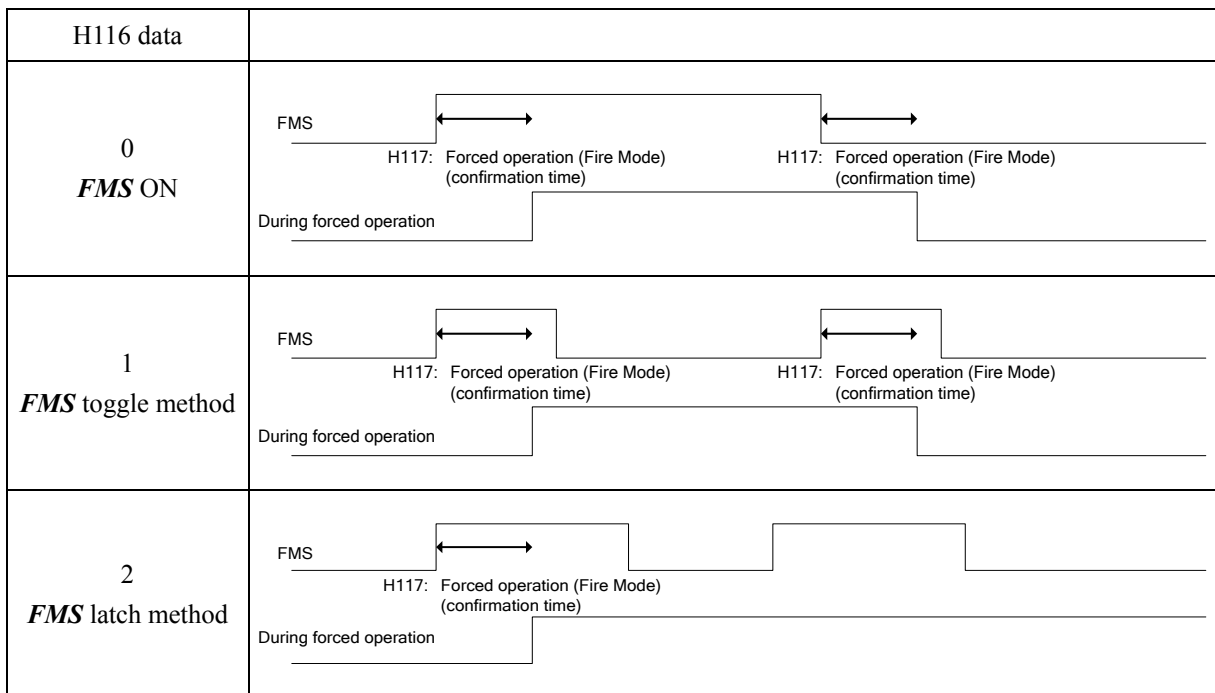 H116 data
0
FMS ON
FMS
H117: Forced operation (Fire Mode)
(confirmation time)
H117: Forced operation (Fire Mode)
(confirmation time)
During forced operation
1
FMS toggle method
FMS
H117: Forced operation (Fire Mode)
(confirmation time)
H117: Forced operation (Fire Mode)
(confirmation time)
During forced operation
2
FMS latch method
FMS
H117: Forced operation (Fire Mode)
(confirmation time)
During forced operation